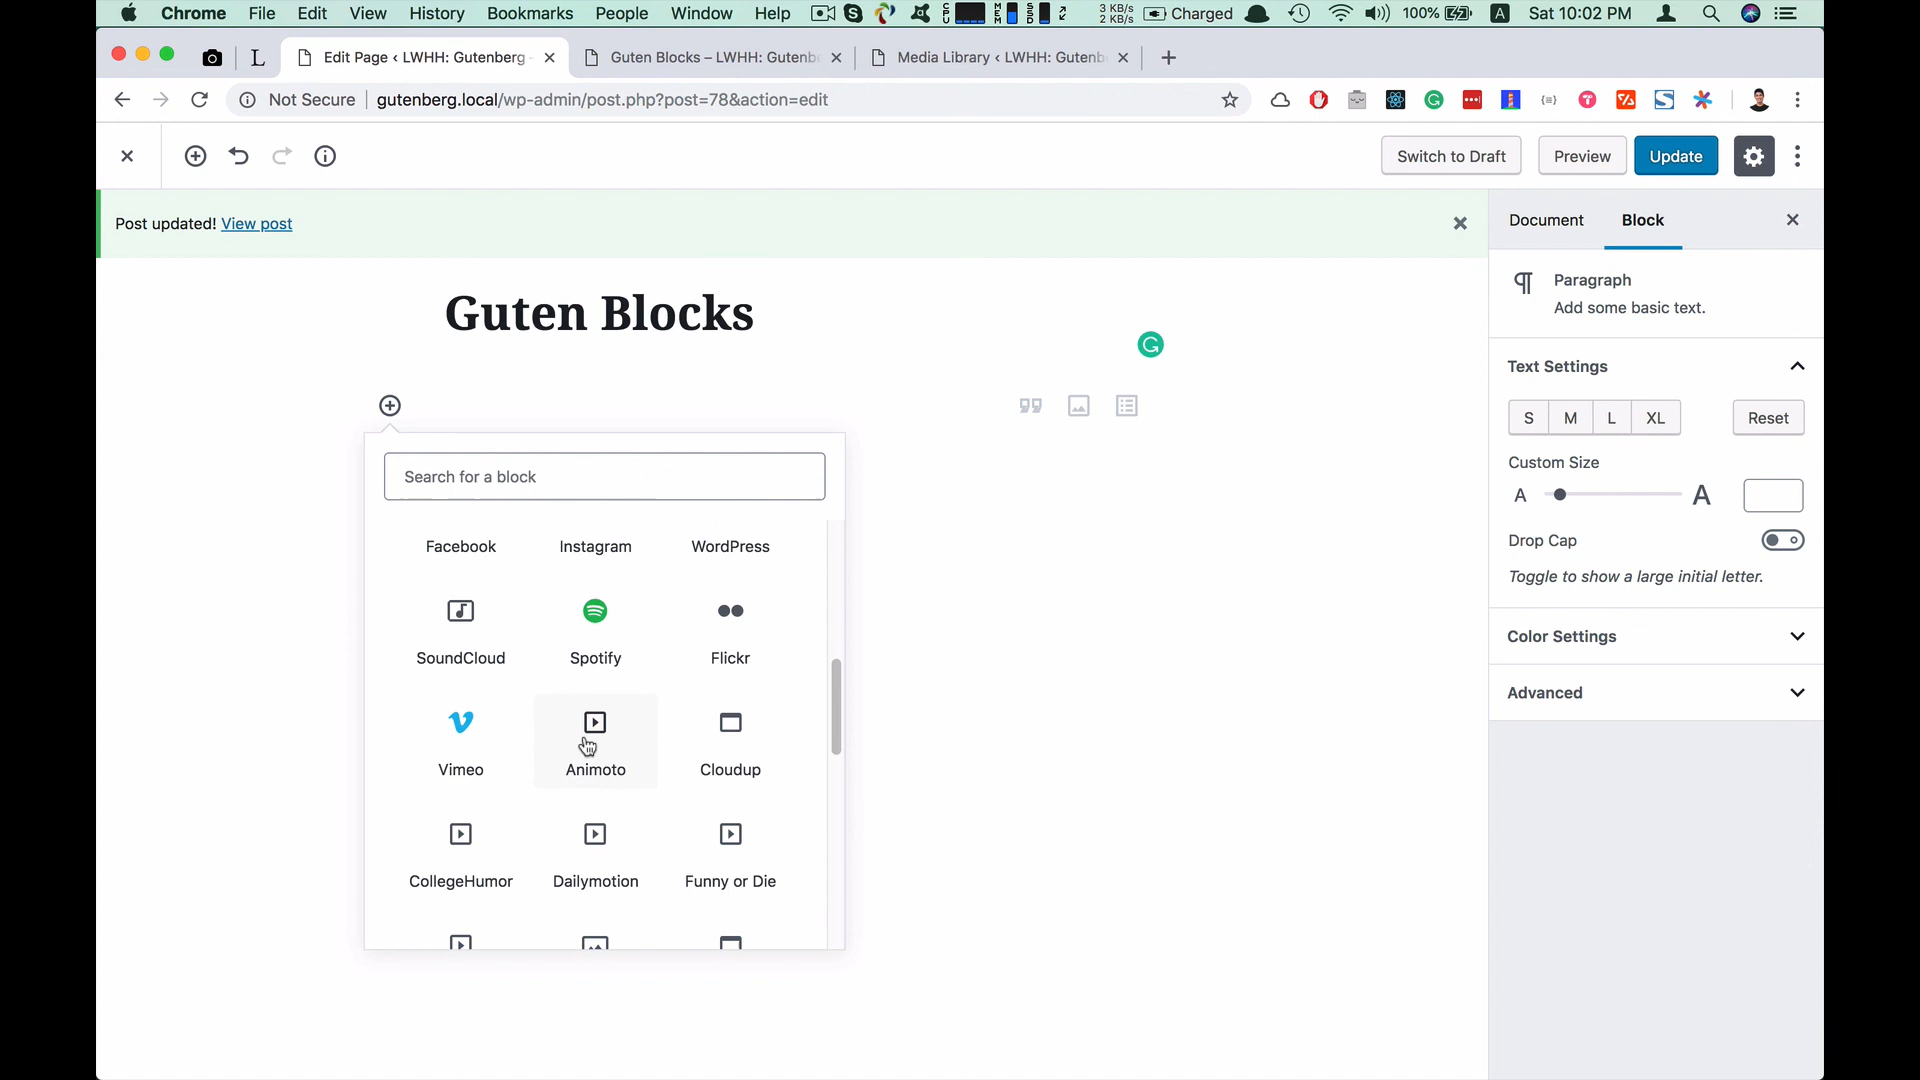 Chrome File Edit View History Bookmarks People Window Help 3 KB/s 2 KB/s Charged 100% A Sat 10:02 PM
L Edit Page ‹ LWHH: Gutenberg Guten Blocks – LWHH: Gutenb Media Library ‹ LWHH: Gutenb
Not Secure gutenberg.local/wp-admin/post.php?post=78&action=edit
Switch to Draft Preview Update
Post updated! View post
Document Block
Guten Blocks
Paragraph
Add some basic text.
Text Settings
S M L XL Reset
Custom Size
A A
Drop Cap
Toggle to show a large initial letter.
Color Settings
Advanced
Search for a block
Facebook Instagram WordPress
SoundCloud Spotify Flickr
Vimeo Animoto Cloudup
CollegeHumor Dailymotion Funny or Die